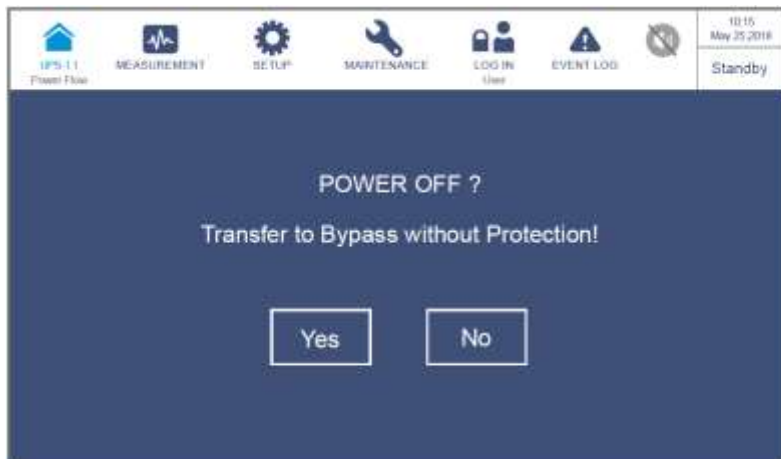 UPS-1.1
Power Flow
MEASUREMENT
SETUP
MAINTENANCE
LOG IN
User
EVENT LOG
10:15
May 25,2018
Standby
POWER OFF ?
Transfer to Bypass without Protection!
Yes
No